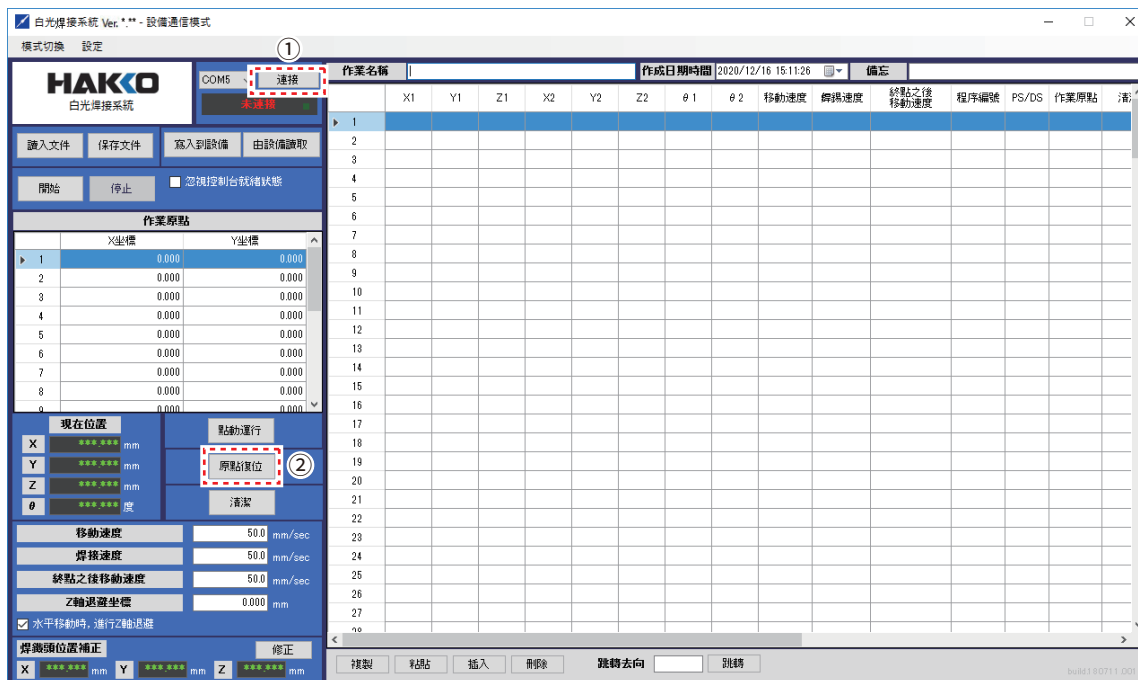 白光焊接系統 Ver. *.** - 設備通信模式
模式切換 設定
①
HAKKO
白光焊接系統
COM5 連接
未連接
讀入文件 保存文件 寫入到設備 由設備讀取
開始 停止 忽視控制台就緒狀態
作業原點
X坐標 Y坐標
1 0.000 0.000
2 0.000 0.000
3 0.000 0.000
4 0.000 0.000
5 0.000 0.000
6 0.000 0.000
7 0.000 0.000
8 0.000 0.000
9 0.000 0.000
現在位置
X ***.*** mm
Y ***.*** mm
Z ***.*** mm
θ ***.*** 度
點動運行
原點復位 ②
清潔
移動速度 50.0 mm/sec
焊接速度 50.0 mm/sec
終點之後移動速度 50.0 mm/sec
Z軸退避坐標 0.000 mm
水平移動時, 進行Z軸退避
焊鐵頭位置補正 修正
X ***.*** mm Y ***.*** mm Z ***.*** mm
作業名稱 作成日期時間 2020/12/16 15:11:26 備忘
X1 Y1 Z1 X2 Y2 Z2 θ1 θ2 移動速度 焊錫速度 終點之後移動速度 程序編號 PS/DS 作業原點 清
1
2
3
4
5
6
7
8
9
10
11
12
13
14
15
16
17
18
19
20
21
22
23
24
25
26
27
28
複製 粘貼 插入 刪除 跳轉去向 跳轉
build:180711.001